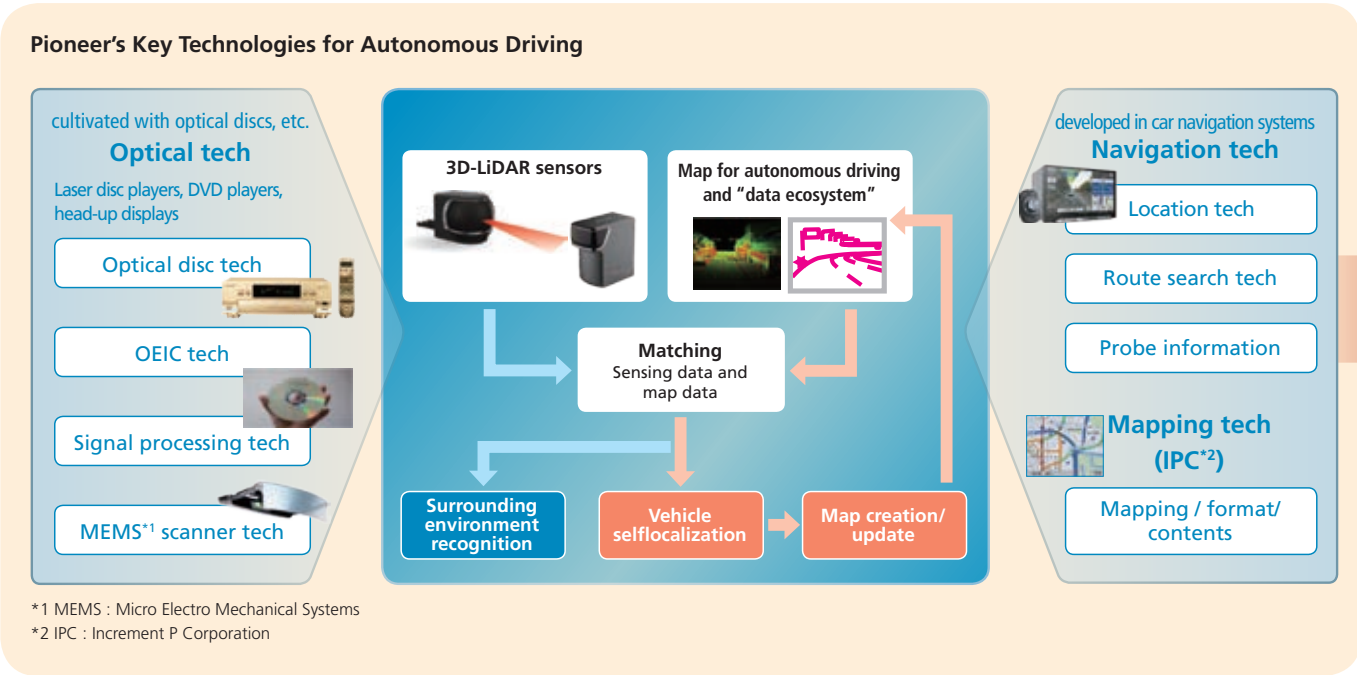 Pioneer's Key Technologies for Autonomous Driving
cultivated with optical discs, etc.
Optical tech
Laser disc players, DVD players,
head-up displays
Optical disc tech
OEIC tech
Signal processing tech
MEMS*1 scanner tech
3D-LiDAR sensors
Map for autonomous driving
and “data ecosystem”
Matching
Sensing data and
map data
Surrounding
environment
recognition
Vehicle
selflocalization
Map creation/
update
developed in car navigation systems
Navigation tech
Location tech
Route search tech
Probe information
Mapping tech
(IPC*2)
Mapping / format/
contents
*1 MEMS : Micro Electro Mechanical Systems
*2 IPC : Increment P Corporation